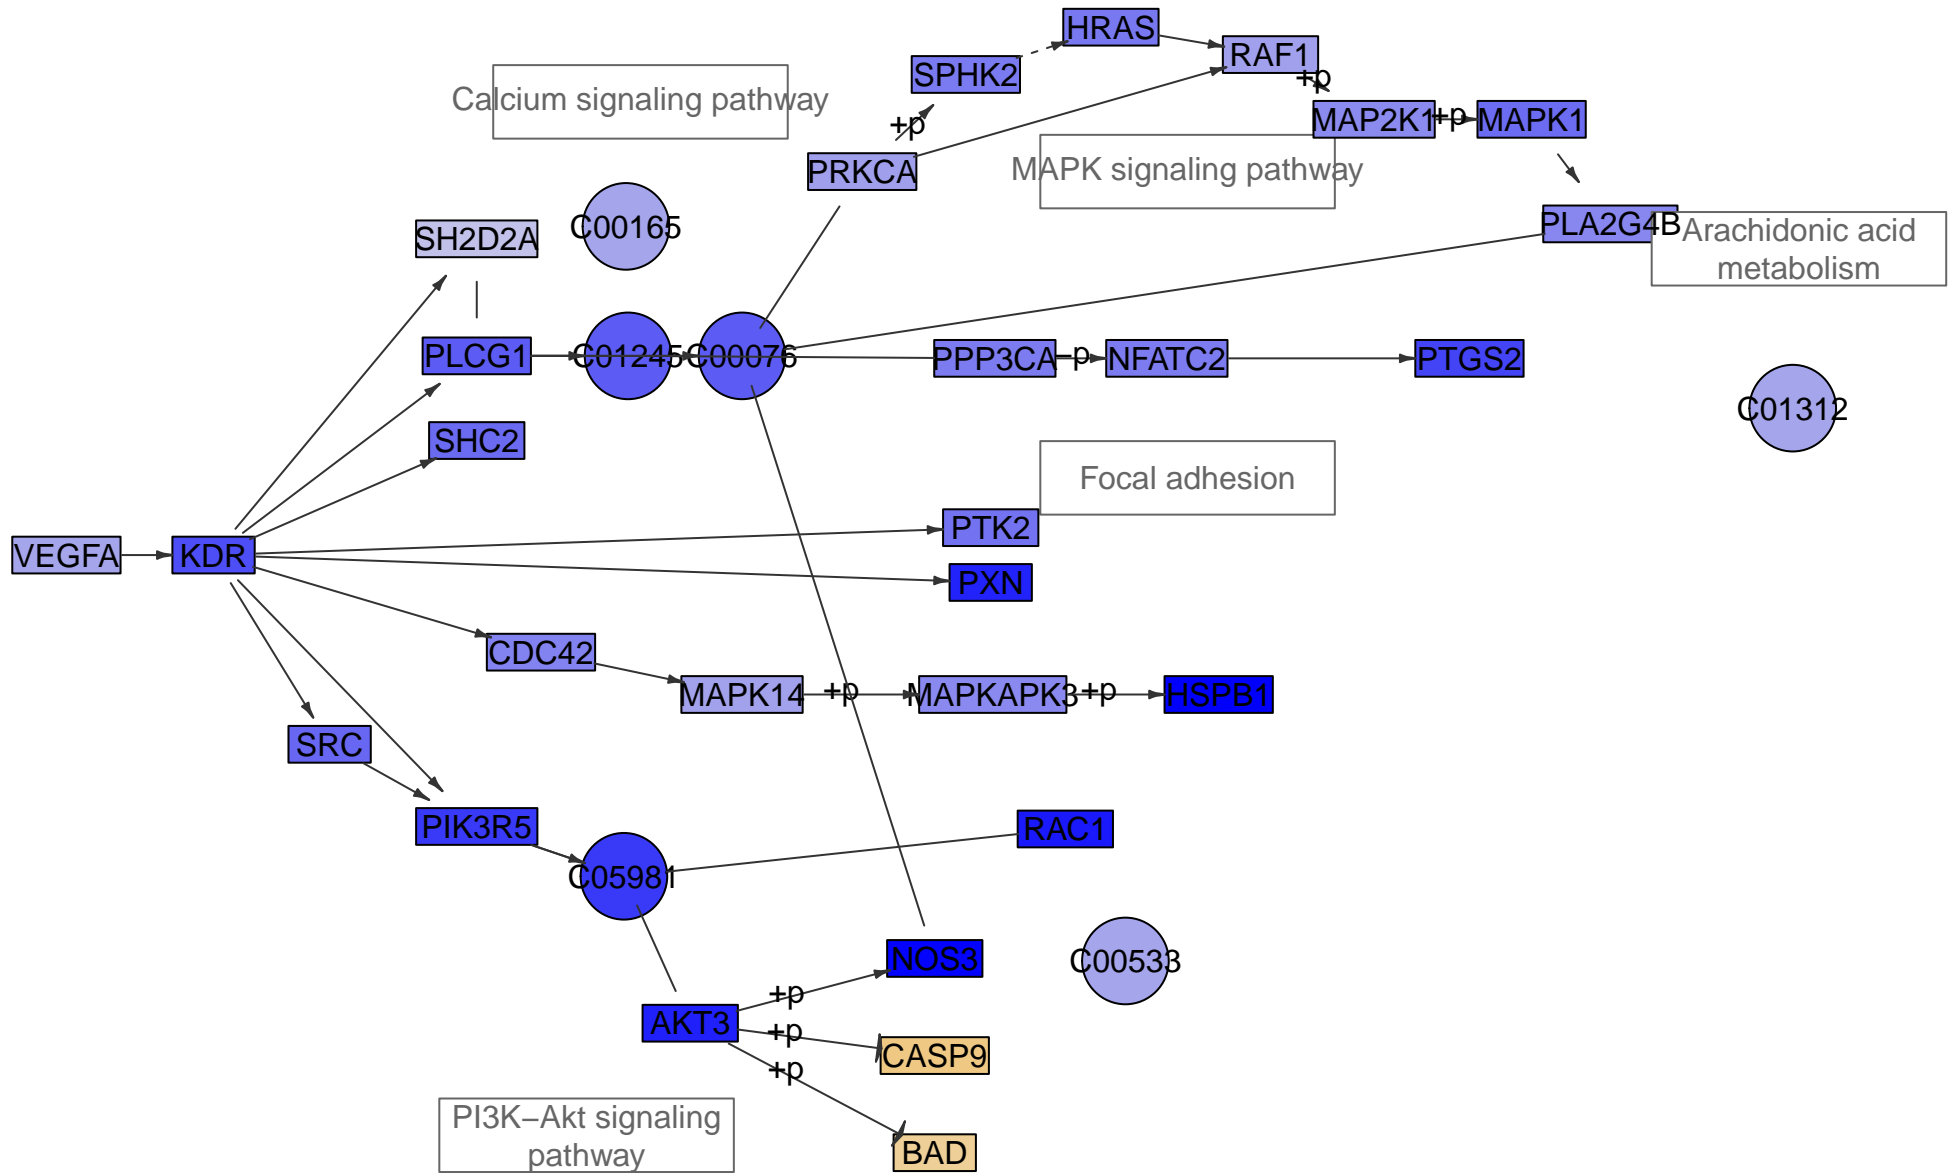 HRAS
RAF1
+p
SPHK2
Calcium signaling pathway
+p
MAP2K1
+p
MAPK1
PRKCA
MAPK signaling pathway
C00165
SH2D2A
PLA2G4B
Arachidonic acid
metabolism
PLCG1
C01245
C00076
PPP3CA
−p
NFATC2
PTGS2
C01312
SHC2
Focal adhesion
PTK2
VEGFA
KDR
PXN
CDC42
MAPK14
+p
MAPKAPK3
+p
HSPB1
SRC
PIK3R5
RAC1
C05981
NOS3
C00533
+p
AKT3
+p
CASP9
+p
PI3K−Akt signaling
pathway
BAD